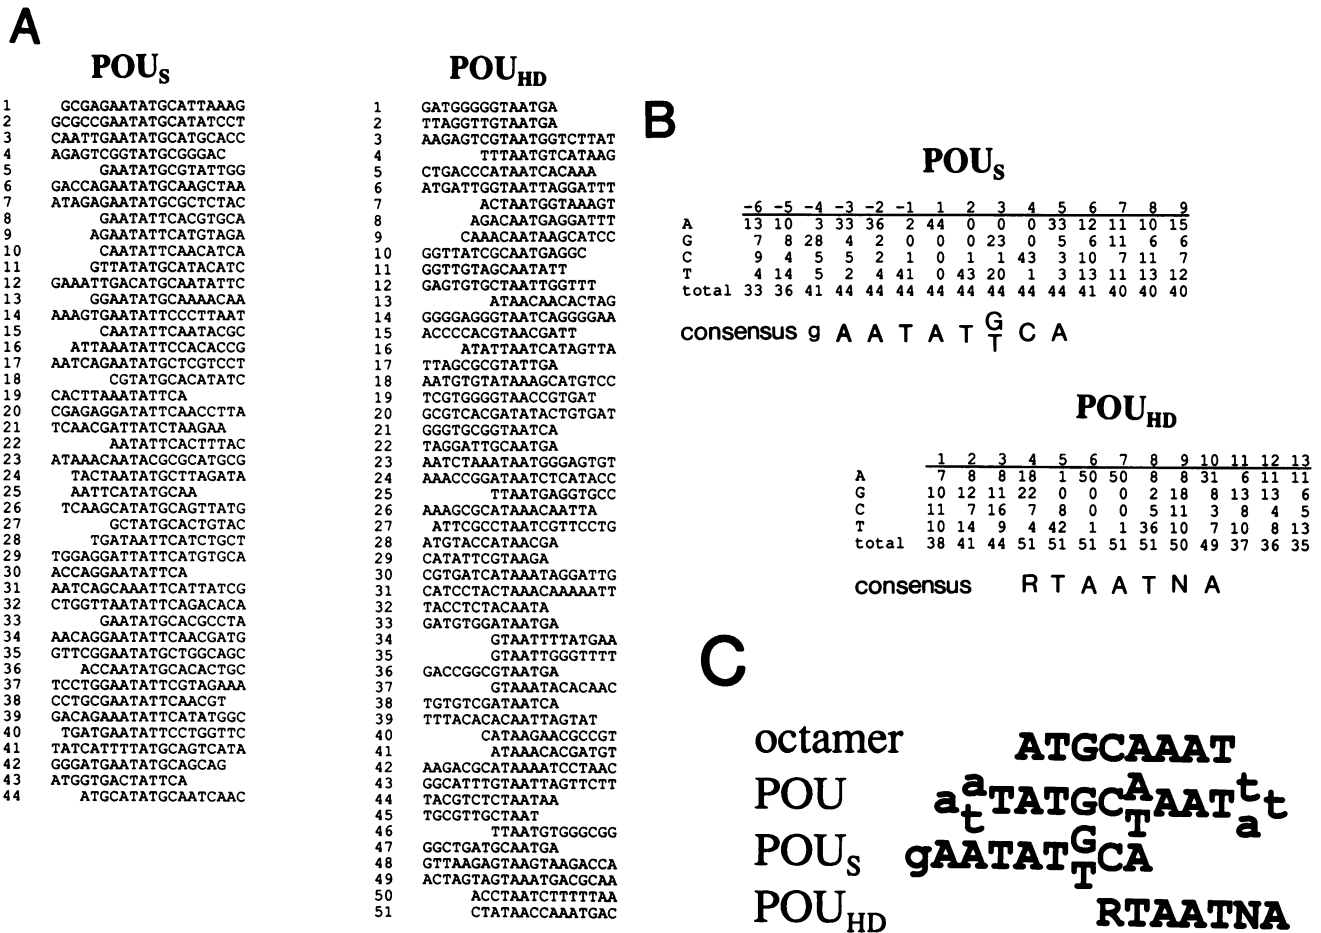 A
POUS
1 GCGAGAATATGCATTAAAG
2 GCGCCGAATATGCATATCCT
3 CAATTGAATATGCATGCACC
4 AGAGTCGGTATGCGGGAC
5 GAATATGCGTATTGG
6 GACCAGAATATGCAAGCTAA
7 ATAGAGAATATGCGCTCTAC
8 GAATATTCACGTGCA
9 AGAATATTCATGTAGA
10 CAATATTCAACATCA
11 GTTATATGCATACATC
12 GAAATTGACATGCAATATTC
13 GGAATATGCAAAACAA
14 AAAGTGAATATTCCCTTAAT
15 CAATATTCAATACGC
16 ATTAAATATTCCACACCG
17 AATCAGAATATGCTCGTCCT
18 CGTATGCACATATC
19 CACTTAAATATTCA
20 CGAGAGGATATTCAACCTTA
21 TCAACGATTATCTAAGAA
22 AATATTCACTTTAC
23 ATAAACAATACGCGCATGCG
24 TACTAATATGCTTAGATA
25 AATTCATATGCAA
26 TCAAGCATATGCAGTTATG
27 GCTATGCACTGTAC
28 TGATAATTCATCTGCT
29 TGGAGGATTATTCATGTGCA
30 ACCAGGAATATTCA
31 AATCAGCAAATTCATTATCG
32 CTGGTTAATATTCAGACACA
33 GAATATGCACGCCTA
34 AACAGGAATATTCAACGATG
35 GTTCGGAATATGCTGGCAGC
36 ACCAATATGCACACTGC
37 TCCTGGAATATTCGTAGAAA
38 CCTGCGAATATTCAACGT
39 GACAGAAATATTCATATGGC
40 TGATGAATATTCCTGGTTC
41 TATCATTTTATGCAGTCATA
42 GGGATGAATATGCAGCAG
43 ATGGTGACTATTCA
44 ATGCATATGCAATCAAC
POUHD
1 GATGGGGGTAATGA
2 TTAGGTTGTAATGA
3 AAGAGTCGTAATGGTCTTAT
4 TTTAATGTCATAAG
5 CTGACCCATAATCACAAA
6 ATGATTGGTAATTAGGATTT
7 ACTAATGGTAAAGT
8 AGACAATGAGGATTT
9 CAAACAATAAGCATCC
10 GGTTATCGCAATGAGGC
11 GGTTGTAGCAATATT
12 GAGTGTGCTAATTGGTTT
13 ATAACAACACTAG
14 GGGGAGGGTAATCAGGGGAA
15 ACCCCACGTAACGATT
16 ATATTAATCATAGTTA
17 TTAGCGCGTATTGA
18 AATGTGTATAAAGCATGTCC
19 TCGTGGGGTAACCGTGAT
20 GCGTCACGATATACTGTGAT
21 GGGTGCGGTAATCA
22 TAGGATTGCAATGA
23 AATCTAAATAATGGGAGTGT
24 AAACCGGATAATCTCATACC
25 TTAATGAGGTGCC
26 AAAGCGCATAAACAATTA
27 ATTCGCCTAATCGTTCCTG
28 ATGTACCATAACGA
29 CATATTCGTAAGA
30 CGTGATCATAAATAGGATTG
31 CATCCTACTAAACAAAAATT
32 TACCTCTACAATA
33 GATGTGGATAATGA
34 GTAATTTTATGAA
35 GTAATTGGGTTTT
36 GACCGGCGTAATGA
37 GTAAATACACAAC
38 TGTGTCGATAATCA
39 TTTACACACAATTAGTAT
40 CATAAGAACGCCGT
41 ATAAACACGATGT
42 AAGACGCATAAAATCCTAAC
43 GGCATTTGTAATTAGTTCTT
44 TACGTCTCTAATAA
45 TGCGTTGCTAAT
46 TTAATGTGGGCGG
47 GGCTGATGCAATGA
48 GTTAAGAGTAAGTAAGACCA
49 ACTAGTAGTAAATGACGCAA
50 ACCTAATCTTTTTAA
51 CTATAACCAAATGAC
B
POUS
-6 -5 -4 -3 -2 -1 1 2 3 4 5 6 7 8 9
A 13 10 3 33 36 2 44 0 0 0 33 12 11 10 15
G 7 8 28 4 2 0 0 0 23 0 5 6 11 6 6
C 9 4 5 5 2 1 0 1 1 43 3 10 7 11 7
T 4 14 5 2 4 41 0 43 20 1 3 13 11 13 12
total 33 36 41 44 44 44 44 44 44 44 44 41 40 40 40
consensus g A A T A T G/T C A
POUHD
1 2 3 4 5 6 7 8 9 10 11 12 13
A 7 8 8 18 1 50 50 8 8 31 6 11 11
G 10 12 11 22 0 0 0 2 18 8 13 13 6
C 11 7 16 7 8 0 0 5 11 3 8 4 5
T 10 14 9 4 42 1 1 36 10 7 10 8 13
total 38 41 44 51 51 51 51 51 50 49 37 36 35
consensus R T A A T N A
C
octamer ATGCAAAT
POU a a/t TATGC A/T AAT t/a t
POUS gAATAT G/T CA
POUHD RTAATNA